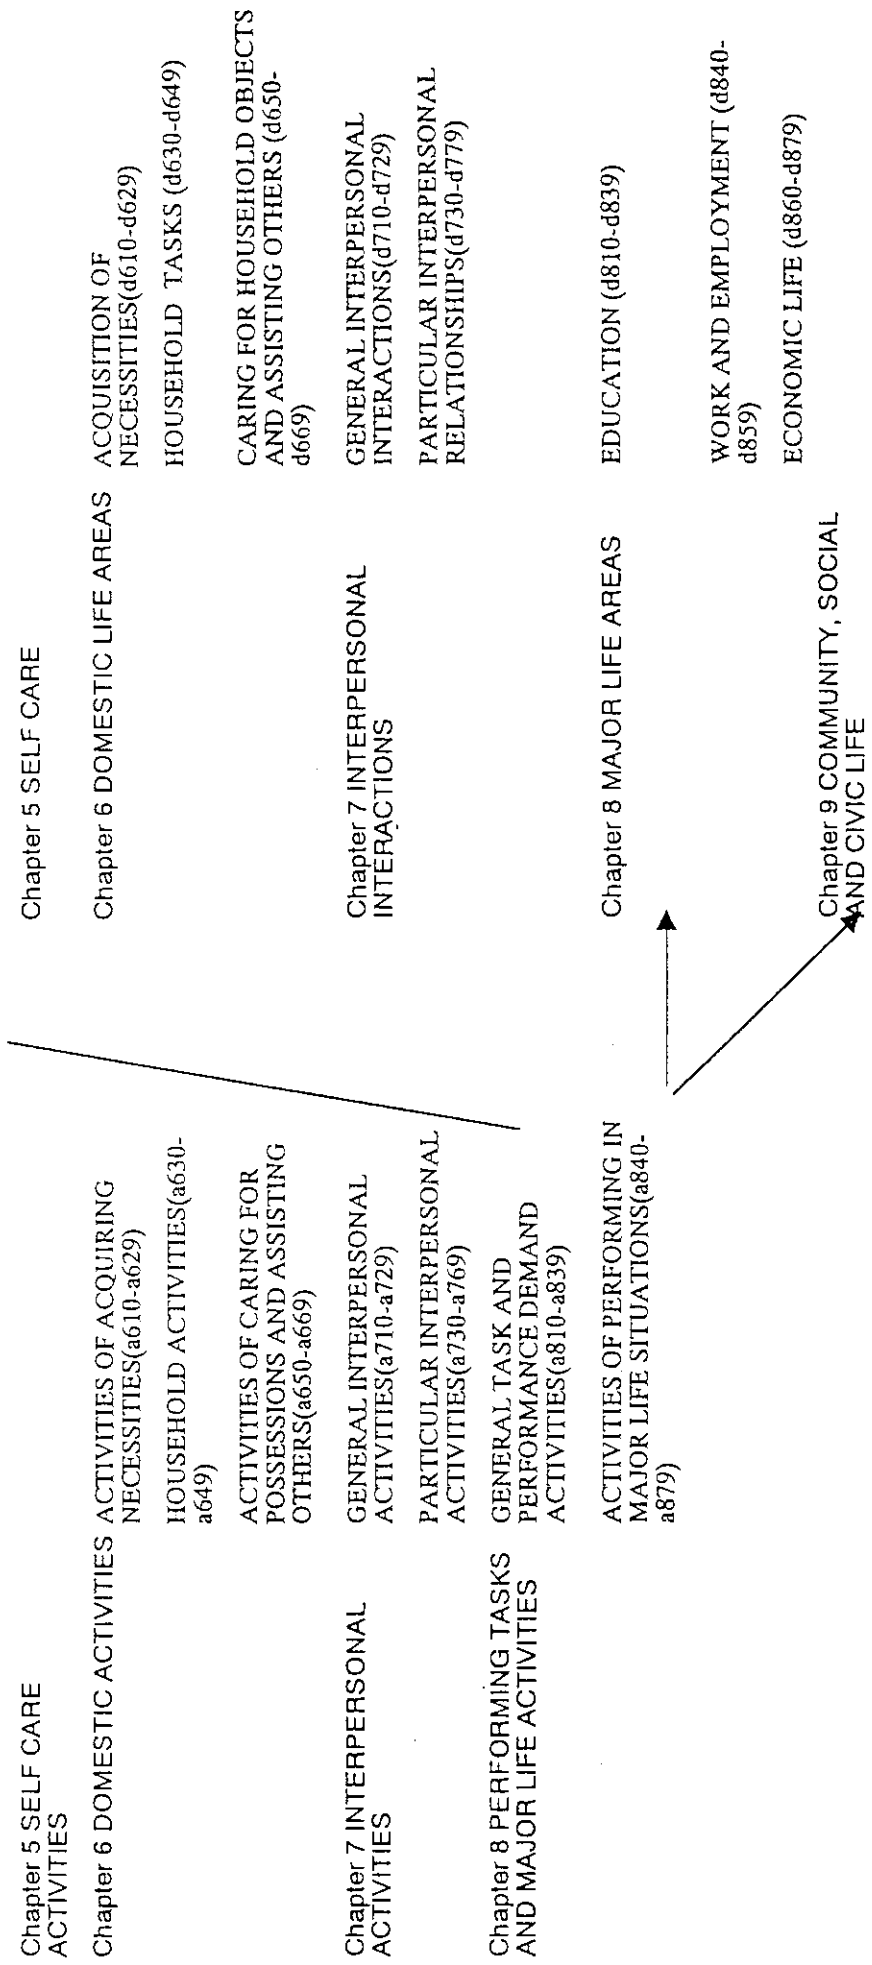 Chapter 5 SELF CARE
ACTIVITIES
Chapter 6 DOMESTIC ACTIVITIES
ACTIVITIES OF ACQUIRING
NECESSITIES(a610-a629)
HOUSEHOLD ACTIVITIES(a630-
a649)
ACTIVITIES OF CARING FOR
POSSESSIONS AND ASSISTING
OTHERS(a650-a669)
Chapter 7 INTERPERSONAL
ACTIVITIES
GENERAL INTERPERSONAL
ACTIVITIES(a710-a729)
PARTICULAR INTERPERSONAL
ACTIVITIES(a730-a769)
Chapter 8 PERFORMING TASKS
AND MAJOR LIFE ACTIVITIES
GENERAL TASK AND
PERFORMANCE DEMAND
ACTIVITIES(a810-a839)
ACTIVITIES OF PERFORMING IN
MAJOR LIFE SITUATIONS(a840-
a879)
Chapter 5 SELF CARE
Chapter 6 DOMESTIC LIFE AREAS
ACQUISITION OF
NECESSITIES(d610-d629)
HOUSEHOLD TASKS (d630-d649)
CARING FOR HOUSEHOLD OBJECTS
AND ASSISTING OTHERS (d650-
d669)
Chapter 7 INTERPERSONAL
INTERACTIONS
GENERAL INTERPERSONAL
INTERACTIONS(d710-d729)
PARTICULAR INTERPERSONAL
RELATIONSHIPS(d730-d779)
Chapter 8 MAJOR LIFE AREAS
EDUCATION (d810-d839)
WORK AND EMPLOYMENT (d840-
d859)
ECONOMIC LIFE (d860-d879)
Chapter 9 COMMUNITY, SOCIAL
AND CIVIC LIFE